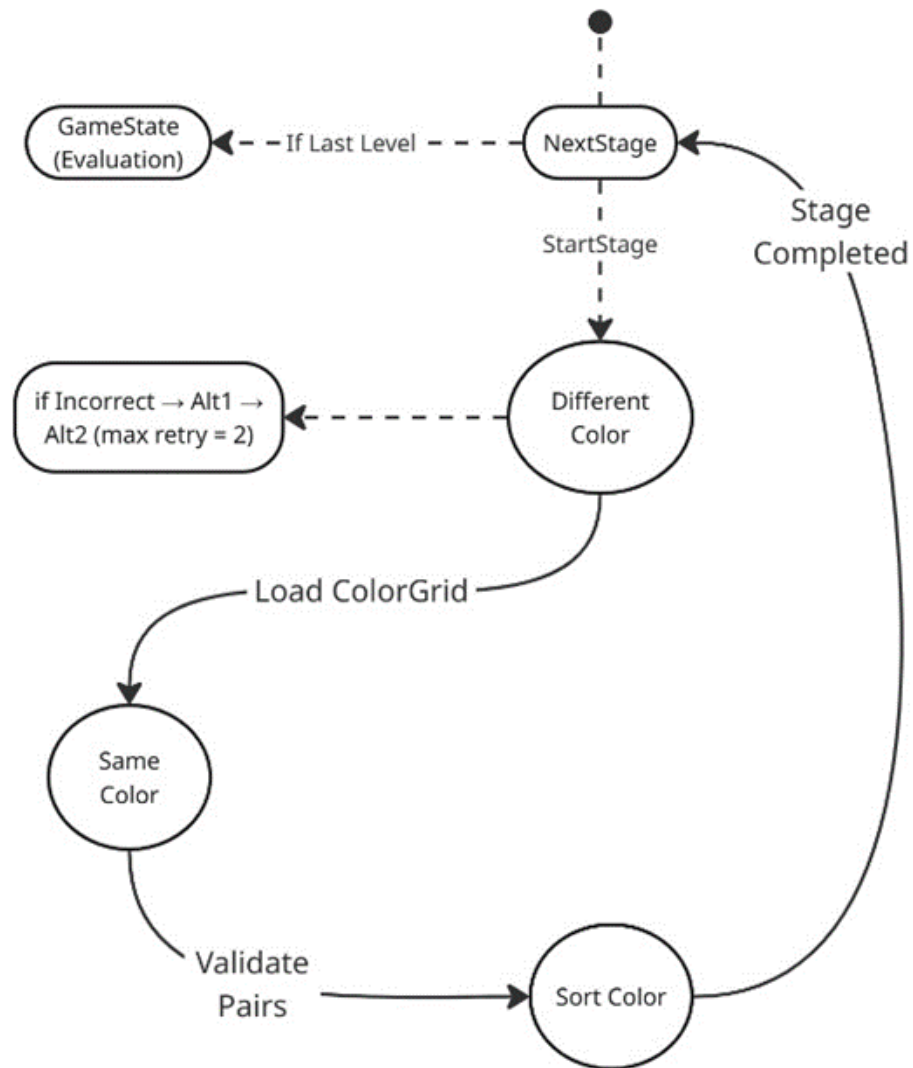 GameState
(Evaluation)
If Last Level
NextStage
Stage
Completed
StartStage
if Incorrect → Alt1 →
Alt2 (max retry = 2)
Different
Color
Load ColorGrid
Same
Color
Validate
Pairs
Sort Color